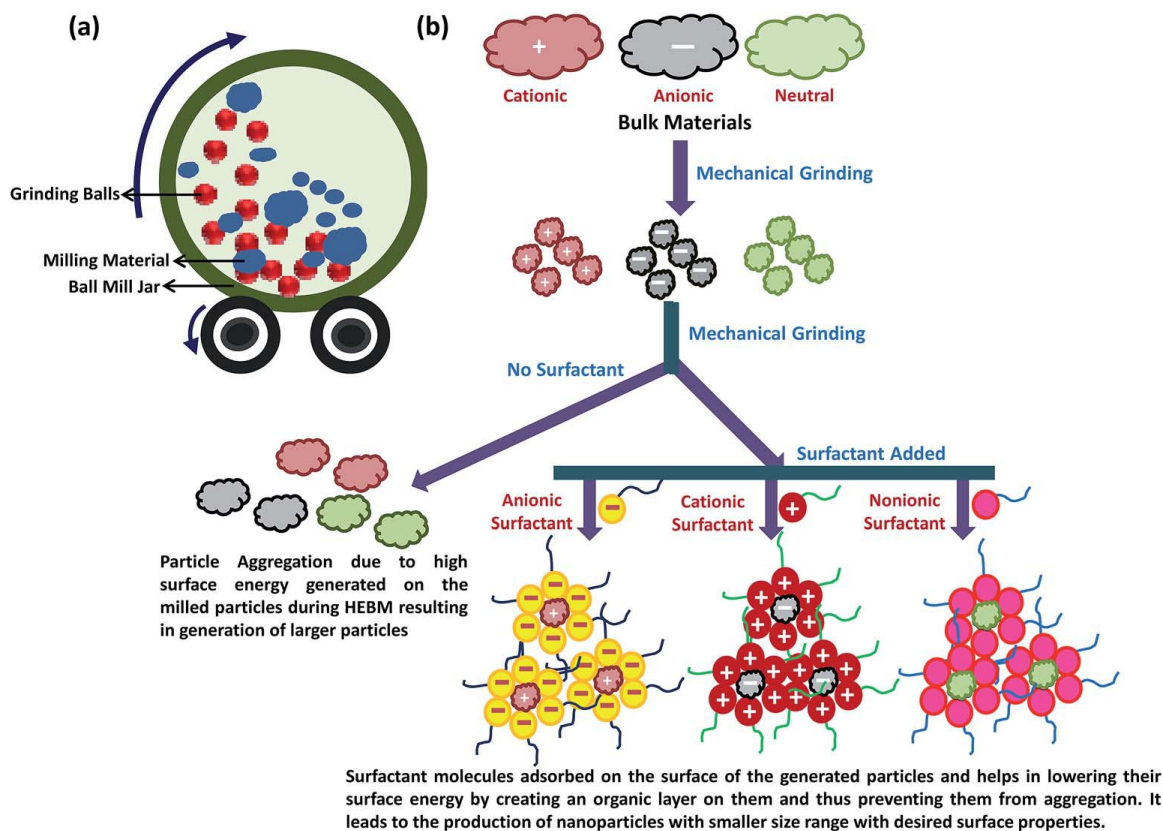 (a)
Grinding Balls
Milling Material
Ball Mill Jar
(b)
+
−
Cationic
Anionic
Neutral
Bulk Materials
Mechanical Grinding
+
+
+
+
+
−
−
−
−
−
Mechanical Grinding
No Surfactant
Surfactant Added
Particle Aggregation due to high
surface energy generated on the
milled particles during HEBM resulting
in generation of larger particles
Anionic
Surfactant
−
Cationic
Surfactant
+
Nonionic
Surfactant
Surfactant molecules adsorbed on the surface of the generated particles and helps in lowering their
surface energy by creating an organic layer on them and thus preventing them from aggregation. It
leads to the production of nanoparticles with smaller size range with desired surface properties.